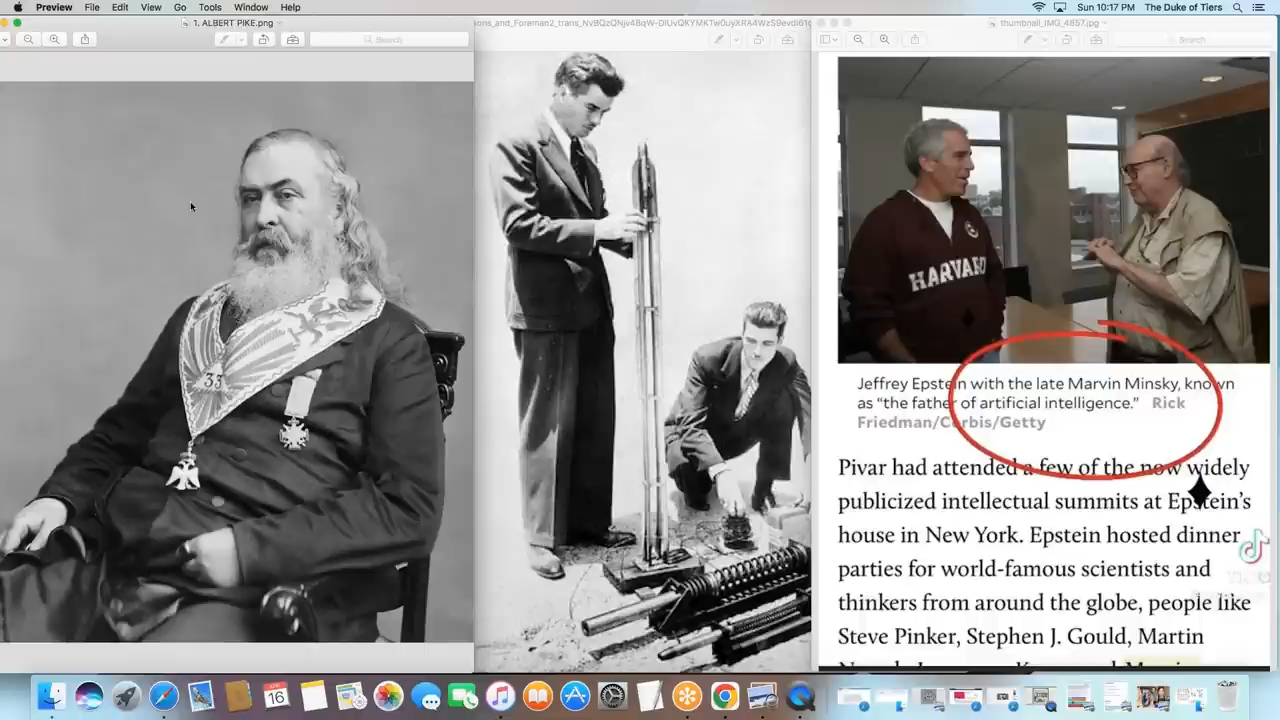 Preview File Edit View Go Tools Window Help
Sun 10:17 PM The Duke of Tiers
1. ALBERT PIKE.png
thumbnail_IMG_4857.jpg
Search
Search
33
HARVARD
Jeffrey Epstein with the late Marvin Minsky, known
as “the father of artificial intelligence.” Rick
Friedman/Corbis/Getty
Pivar had attended a few of the now widely
publicized intellectual summits at Epstein’s
house in New York. Epstein hosted dinner
parties for world-famous scientists and
thinkers from around the globe, people like
Steve Pinker, Stephen J. Gould, Martin
APR
16